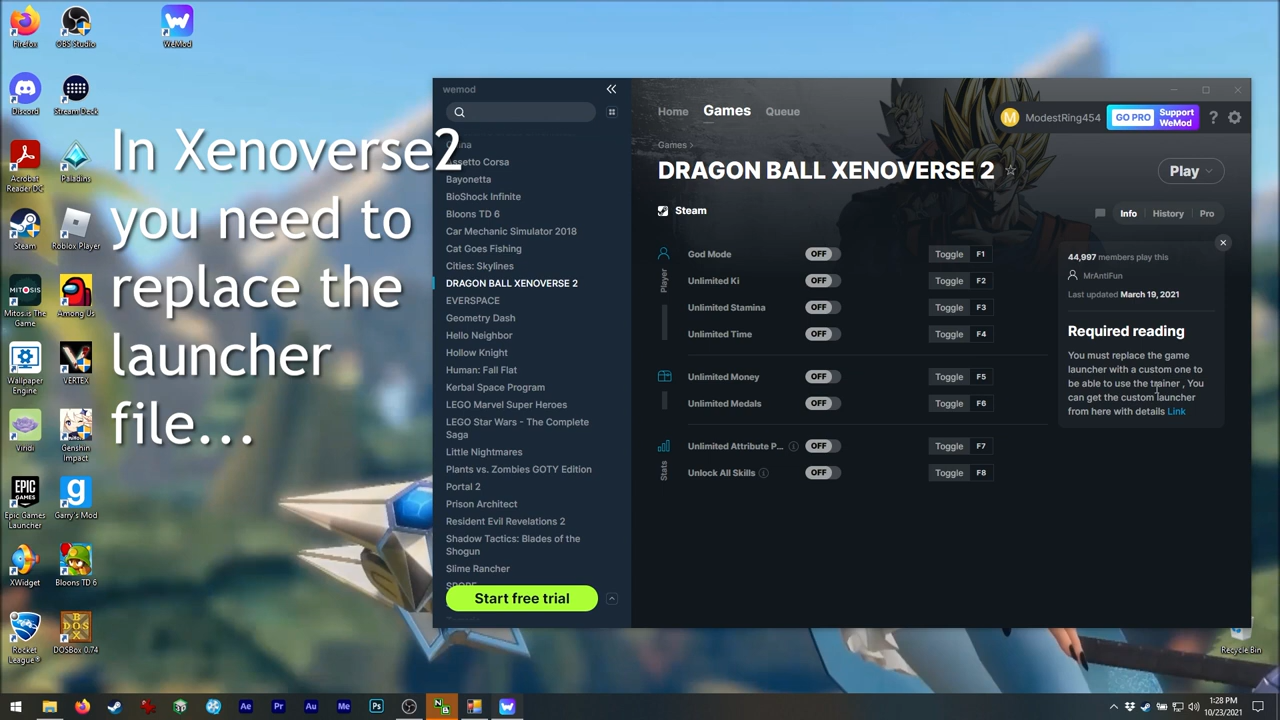 Firefox
OBS Studio
WeMod
Discord
Stream Deck
Acrobat
Reader DC
Paladins
Steam
Roblox Player
Mitos.is The
Game
Among Us
Wallpaper
Engine
VERTEX
Viridi
Genshin
Impact
Epic Games
Launcher
Garry's Mod
XWidget
Bloons TD 6
Rocket
League®
DOSBox 0.74
Recycle Bin
In Xenoverse2
you need to
replace the
launcher
file...
wemod
Assetto Corsa
Bayonetta
BioShock Infinite
Bloons TD 6
Car Mechanic Simulator 2018
Cat Goes Fishing
Cities: Skylines
DRAGON BALL XENOVERSE 2
EVERSPACE
Geometry Dash
Hello Neighbor
Hollow Knight
Human: Fall Flat
Kerbal Space Program
LEGO Marvel Super Heroes
LEGO Star Wars - The Complete
Saga
Little Nightmares
Plants vs. Zombies GOTY Edition
Portal 2
Prison Architect
Resident Evil Revelations 2
Shadow Tactics: Blades of the
Shogun
Slime Rancher
SPORE
Start free trial
Home Games Queue
M ModestRing454 GO PRO Support
WeMod ?
Games >
DRAGON BALL XENOVERSE 2
Play
Steam
Info History Pro
Player
God Mode OFF Toggle F1
Unlimited Ki OFF Toggle F2
Unlimited Stamina OFF Toggle F3
Unlimited Time OFF Toggle F4
Unlimited Money OFF Toggle F5
Unlimited Medals OFF Toggle F6
Stats
Unlimited Attribute P... OFF Toggle F7
Unlock All Skills OFF Toggle F8
44,997 members play this
MrAntiFun
Last updated March 19, 2021
Required reading
You must replace the game
launcher with a custom one to
be able to use the trainer , You
can get the custom launcher
from here with details Link
Ae Pr Au Me Ps
1:28 PM
10/23/2021